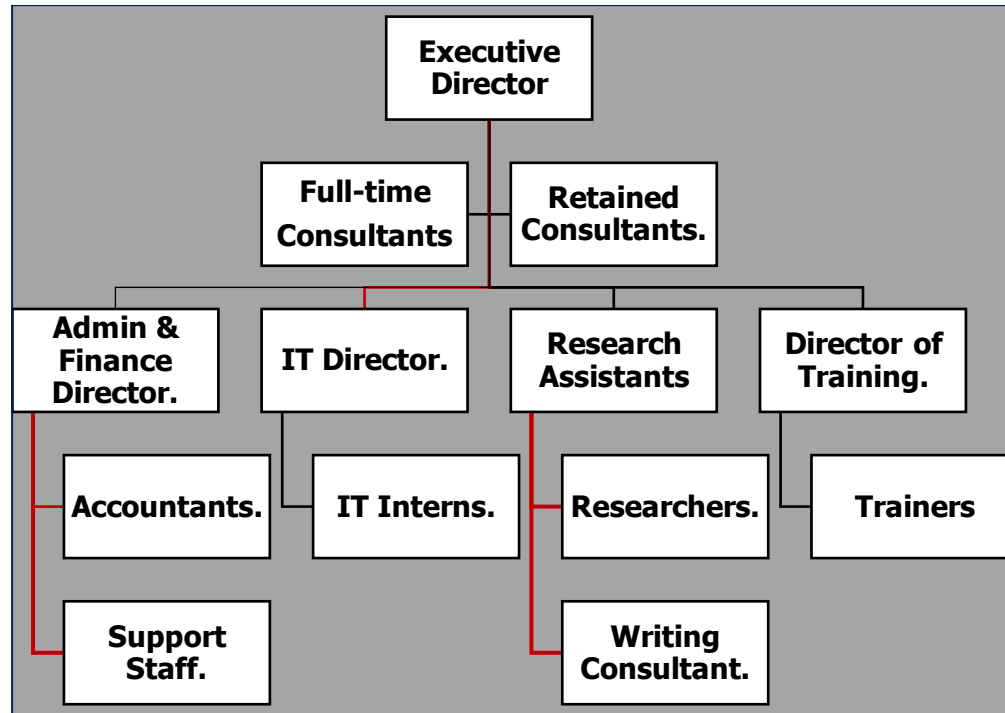 Executive
Director
Full-time
Consultants
Retained
Consultants.
Admin &
Finance
Director.
IT Director.
Research
Assistants
Director of
Training.
Accountants.
IT Interns.
Researchers.
Trainers
Support
Staff.
Writing
Consultant.